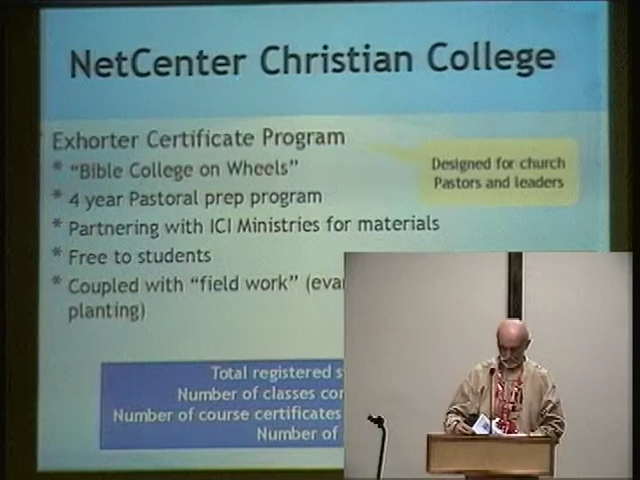 NetCenter Christian College
Exhorter Certificate Program
* "Bible College on Wheels"
* 4 year Pastoral prep program
* Partnering with ICI Ministries for materials
* Free to students
* Coupled with "field work"
planting)
Designed for church
Pastors and leaders
Total registered
Number of classes
Number of course certificates
Number of